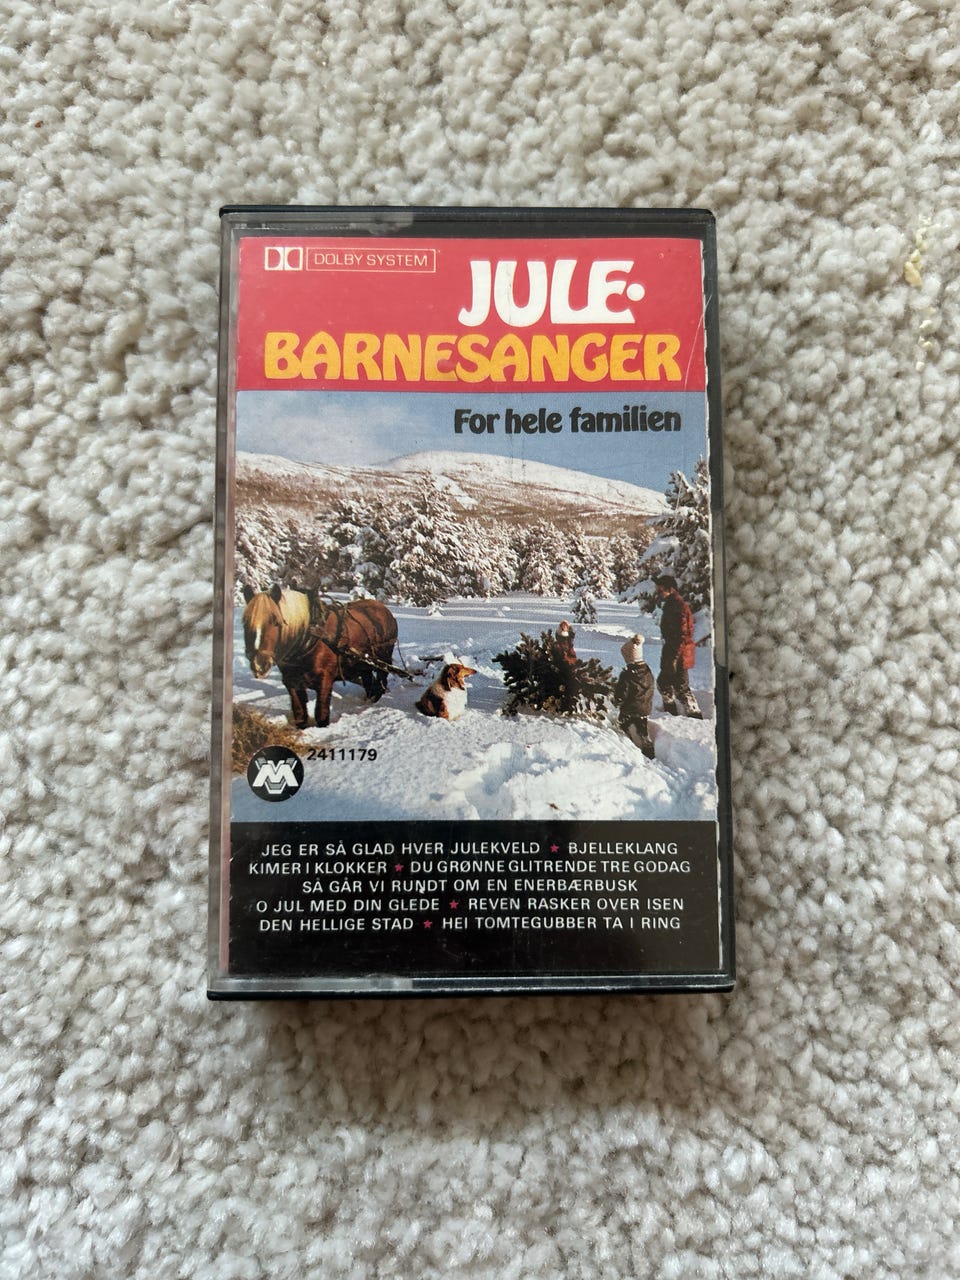 DOLBY SYSTEM
JULE·
BARNESANGER
For hele familien
2411179
JEG ER SÅ GLAD HVER JULEKVELD ★ BJELLEKLANG
KIMER I KLOKKER ★ DU GRØNNE GLITRENDE TRE GODAG
SÅ GÅR VI RUNDT OM EN ENERBÆRBUSK
O JUL MED DIN GLEDE ★ REVEN RASKER OVER ISEN
DEN HELLIGE STAD ★ HEI TOMTEGUBBER TA I RING